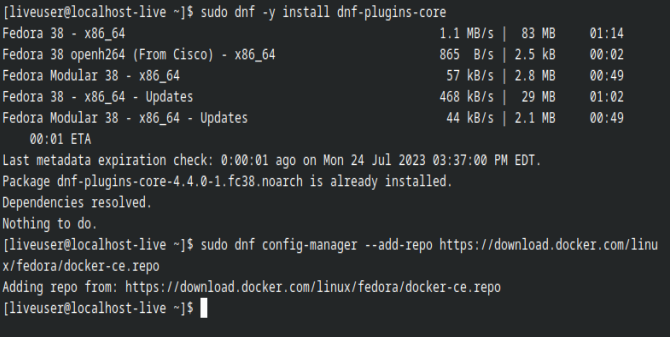 [liveuser@localhost-live ~]$ sudo dnf -y install dnf-plugins-core
Fedora 38 - x86_64                              1.1 MB/s |  83 MB     01:14
Fedora 38 openh264 (From Cisco) - x86_64        865  B/s | 2.5 kB     00:02
Fedora Modular 38 - x86_64                       57 kB/s | 2.8 MB     00:49
Fedora 38 - x86_64 - Updates                    468 kB/s |  29 MB     01:02
Fedora Modular 38 - x86_64 - Updates             44 kB/s | 2.1 MB     00:49
    00:01 ETA
Last metadata expiration check: 0:00:01 ago on Mon 24 Jul 2023 03:37:00 PM EDT.
Package dnf-plugins-core-4.4.0-1.fc38.noarch is already installed.
Dependencies resolved.
Nothing to do.
[liveuser@localhost-live ~]$ sudo dnf config-manager --add-repo https://download.docker.com/linu
x/fedora/docker-ce.repo
Adding repo from: https://download.docker.com/linux/fedora/docker-ce.repo
[liveuser@localhost-live ~]$